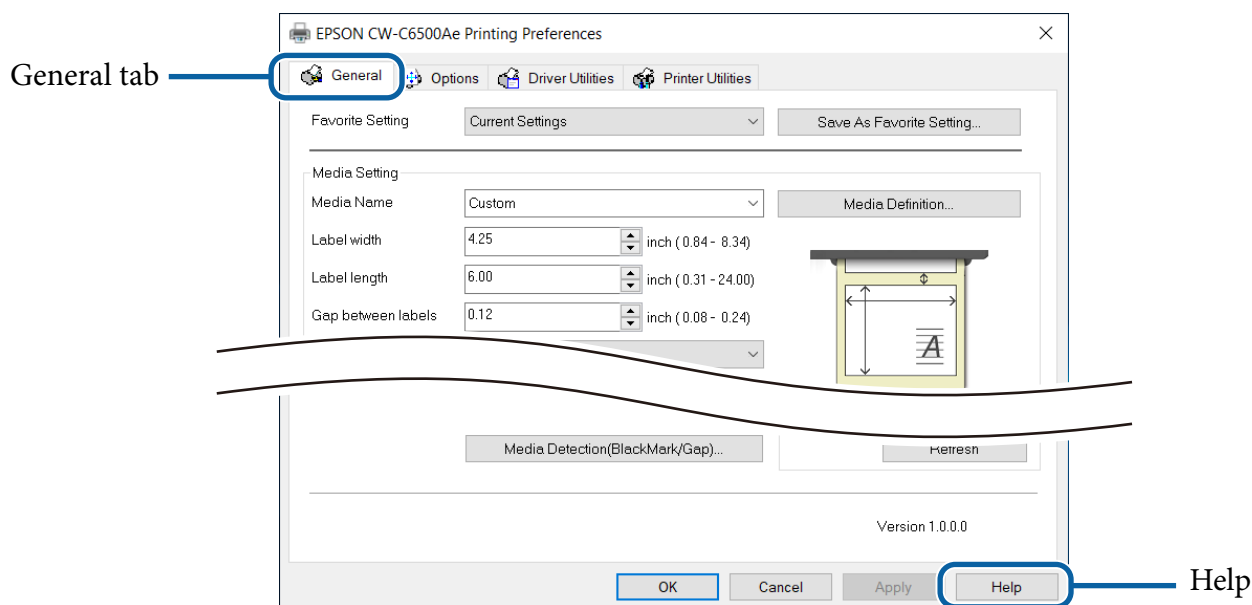 EPSON CW-C6500Ae Printing Preferences
General tab
General Options Driver Utilities Printer Utilities
Favorite Setting Current Settings Save As Favorite Setting...
Media Setting
Media Name Custom Media Definition...
Label width 4.25 inch ( 0.84 - 8.34)
Label length 6.00 inch ( 0.31 - 24.00)
Gap between labels 0.12 inch ( 0.08 - 0.24)
A
Media Detection(BlackMark/Gap)... Refresh
Version 1.0.0.0
OK Cancel Apply Help
Help